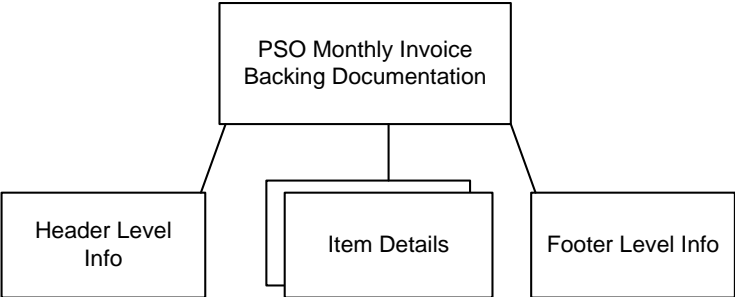 PSO Monthly Invoice
Backing Documentation
Header Level
Info
Item Details
Footer Level Info